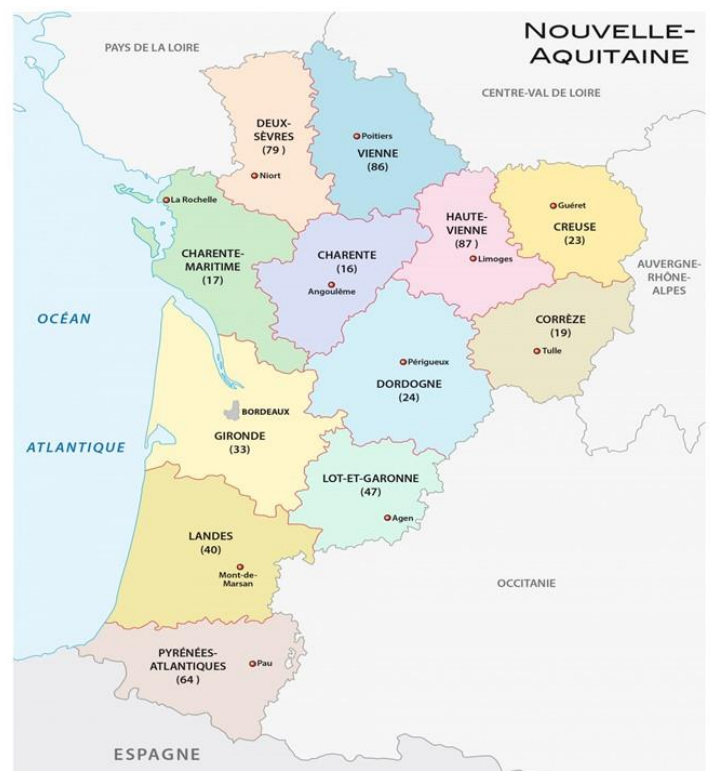 NOUVELLE-
AQUITAINE
PAYS DE LA LOIRE
CENTRE-VAL DE LOIRE
DEUX-
SÈVRES
(79 )
Niort
Poitiers
VIENNE
(86)
La Rochelle
CHARENTE-
MARITIME
(17)
CHARENTE
(16)
Angoulême
HAUTE-
VIENNE
(87 )
Limoges
Guéret
CREUSE
(23)
AUVERGNE-
RHÔNE-
ALPES
OCÉAN
ATLANTIQUE
CORRÈZE
(19)
Tulle
Périgueux
DORDOGNE
(24)
BORDEAUX
GIRONDE
(33)
LOT-ET-GARONNE
(47)
Agen
LANDES
(40)
Mont-de-
Marsan
OCCITANIE
PYRÉNÉES-
ATLANTIQUES
(64 )
Pau
ESPAGNE